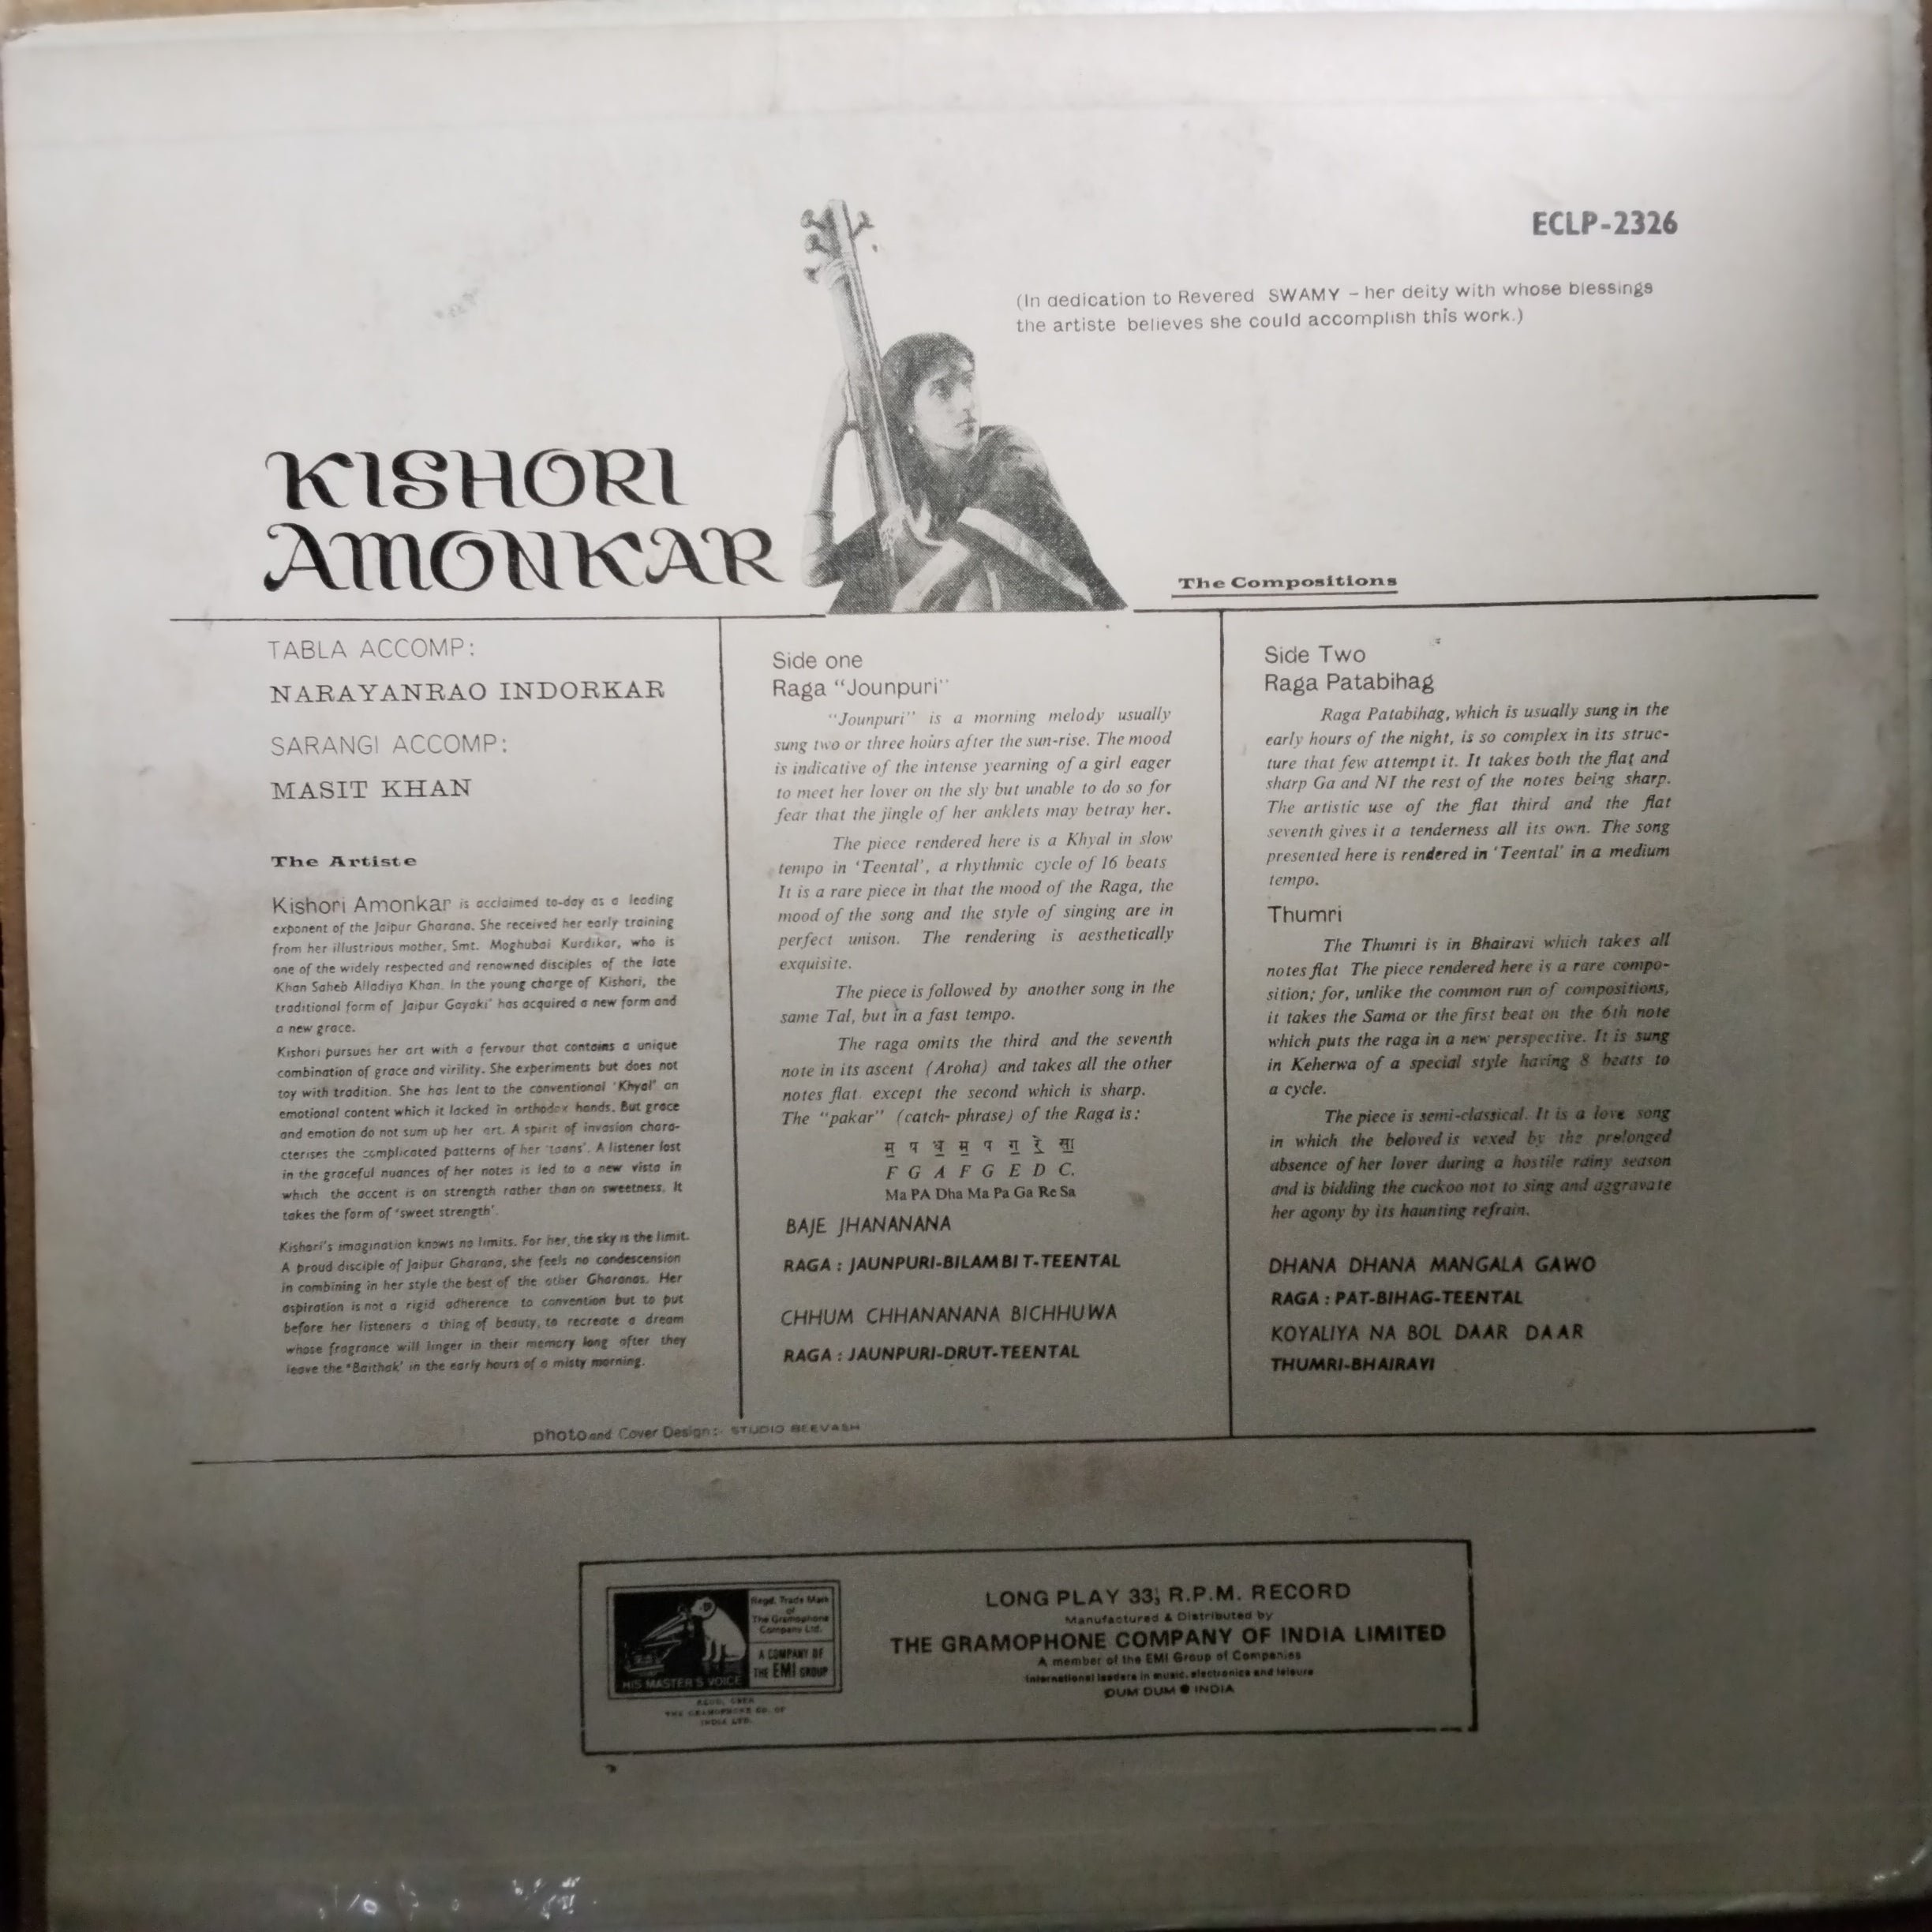 ECLP-2326
(In dedication to Revered SWAMY – her deity with whose blessings
the artiste believes she could accomplish this work.)
KISHORI
AMONKAR
TABLA ACCOMP:
NARAYANRAO INDORKAR
SARANGI ACCOMP:
MASIT KHAN
The Artiste
Kishori Amonkar is acclaimed to-day as a leading
exponent of the Jaipur Gharana. She received her early training
from her illustrious mother, Smt. Moghubai Kurdikar, who is
one of the widely respected and renowned disciples of the late
Khan Saheb Alladiya Khan. In the young charge of Kishori, the
traditional form of Jaipur Gayaki' has acquired a new form and
a new grace.
Kishori pursues her art with a fervour that contains a unique
combination of grace and virility. She experiments but does not
toy with tradition. She has lent to the conventional 'Khyal' an
emotional content which it lacked in orthodox hands. But grace
and emotion do not sum up her art. A spirit of invasion chara-
cterises the complicated patterns of her 'taans'. A listener lost
in the graceful nuances of her notes is led to a new vista in
which the accent is on strength rather than on sweetness. It
takes the form of 'sweet strength'.
Kishori's imagination knows no limits. For her, the sky is the limit.
A proud disciple of Jaipur Gharana, she feels no condescension
in combining in her style the best of the other Gharanas. Her
aspiration is not a rigid adherence to convention but to put
before her listeners a thing of beauty, to recreate a dream
whose fragrance will linger in their memory long after they
leave the 'Baithak' in the early hours of a misty morning.
The Compositions
Side one
Raga "Jounpuri"
"Jounpuri" is a morning melody usually
sung two or three hours after the sun-rise. The mood
is indicative of the intense yearning of a girl eager
to meet her lover on the sly but unable to do so for
fear that the jingle of her anklets may betray her.
The piece rendered here is a Khyal in slow
tempo in 'Teental', a rhythmic cycle of 16 beats
It is a rare piece in that the mood of the Raga, the
mood of the song and the style of singing are in
perfect unison. The rendering is aesthetically
exquisite.
The piece is followed by another song in the
same Tal, but in a fast tempo.
The raga omits the third and the seventh
note in its ascent (Aroha) and takes all the other
notes flat except the second which is sharp.
The "pakar" (catch- phrase) of the Raga is:
म॒ प ध॒ म॒ प ग॒ रे॒ सा॒
F G A F G E D C.
Ma PA Dha Ma Pa Ga Re Sa
BAJE JHANANANA
RAGA : JAUNPURI-BILAMBIT-TEENTAL
CHHUM CHHANANANA BICHHUWA
RAGA : JAUNPURI-DRUT-TEENTAL
Side Two
Raga Patabihag
Raga Patabihag, which is usually sung in the
early hours of the night, is so complex in its struc-
ture that few attempt it. It takes both the flat and
sharp Ga and NI the rest of the notes being sharp.
The artistic use of the flat third and the flat
seventh gives it a tenderness all its own. The song
presented here is rendered in 'Teental' in a medium
tempo.
Thumri
The Thumri is in Bhairavi which takes all
notes flat The piece rendered here is a rare compo-
sition; for, unlike the common run of compositions,
it takes the Sama or the first beat on the 6th note
which puts the raga in a new perspective. It is sung
in Keherwa of a special style having 8 beats to
a cycle.
The piece is semi-classical. It is a love song
in which the beloved is vexed by the prolonged
absence of her lover during a hostile rainy season
and is bidding the cuckoo not to sing and aggravate
her agony by its haunting refrain.
DHANA DHANA MANGALA GAWO
RAGA : PAT-BIHAG-TEENTAL
KOYALIYA NA BOL DAAR DAAR
THUMRI-BHAIRAVI
photo and Cover Design:- STUDIO BEEVASH
Regd. Trade Mark
of
The Gramophone
Company Ltd.
A COMPANY OF
THE EMI GROUP
HIS MASTER'S VOICE
REGD. USER
THE GRAMOPHONE CO. OF
INDIA LTD.
LONG PLAY 33⅓ R.P.M. RECORD
Manufactured & Distributed by
THE GRAMOPHONE COMPANY OF INDIA LIMITED
A member of the EMI Group of Companies
International leaders in music, electronics and leisure
DUM DUM ● INDIA